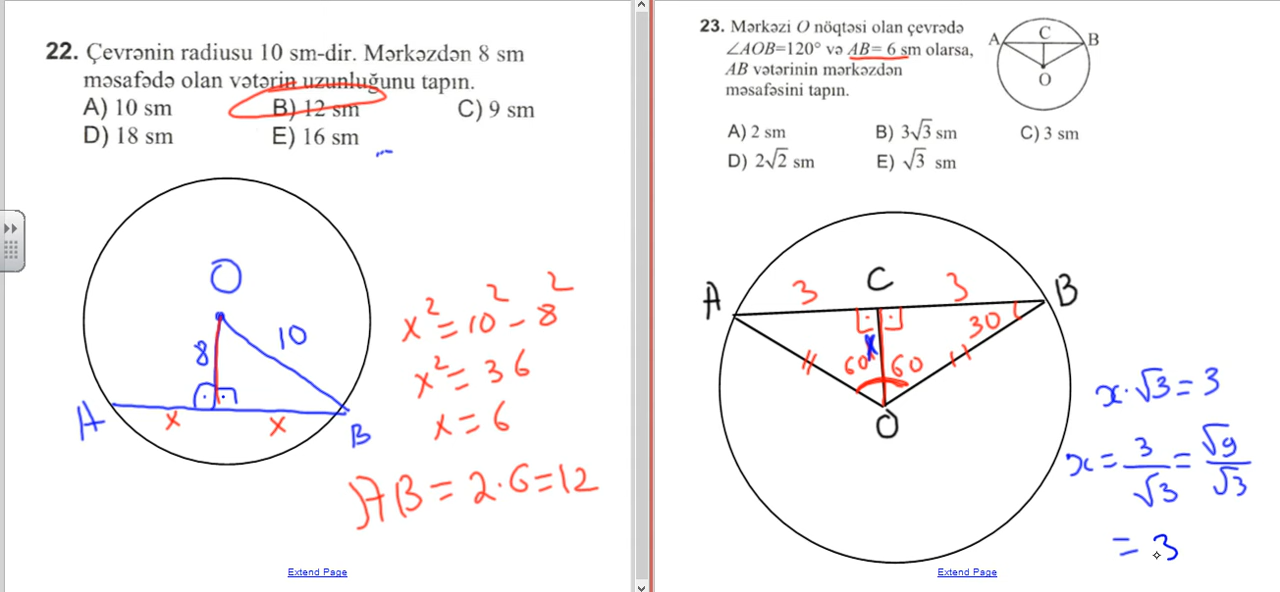 22. Çevrənin radiusu 10 sm-dir. Mərkəzdən 8 sm
məsafədə olan vətərin uzunluğunu tapın.
A) 10 sm B) 12 sm C) 9 sm
D) 18 sm E) 16 sm
O
8 10
A x x B
x² = 10² - 8²
x² = 36
x = 6
AB = 2·6 = 12
Extend Page
23. Mərkəzi O nöqtəsi olan çevrədə
∠AOB=120° və AB= 6 sm olarsa,
AB vətərinin mərkəzdən
məsafəsini tapın.
A C B
O
A) 2 sm B) 3√3 sm C) 3 sm
D) 2√2 sm E) √3 sm
A 3 C 3 B
x 30
60 60
O
x·√3 = 3
x = 3/√3 = √9/√3
= 3
Extend Page